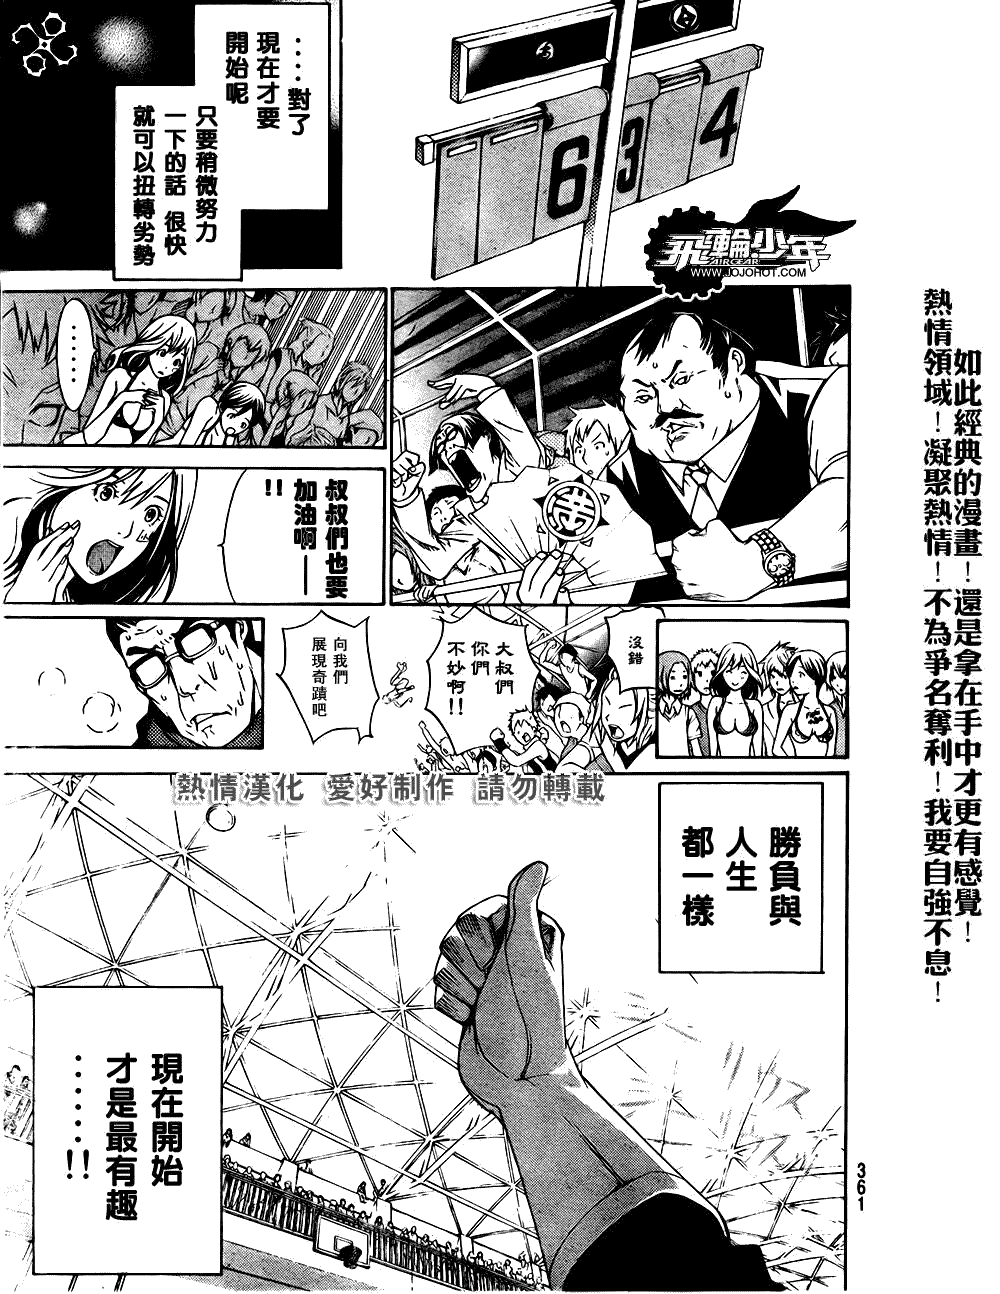 ‥‥對了
現在才要
開始呢
只要稍微努力
一下的話 很快
就可以扭轉劣勢
6
3
4
飛輪少年
AIRGEAR
WWW.JOJOHOT.COM
‥‥‥
叔叔們也要
加油啊——
!!
沒錯
大叔們
你們
不妙啊!!
向我們
展現奇蹟吧
熱情漢化 愛好制作 請勿轉載
勝負與
人生
都一樣
現在開始
才是最有趣
‥‥‥!!
361
如此經典的漫畫！還是拿在手中才更有感覺！
熱情領域！凝聚熱情！不為爭名奪利！我要自強不息！